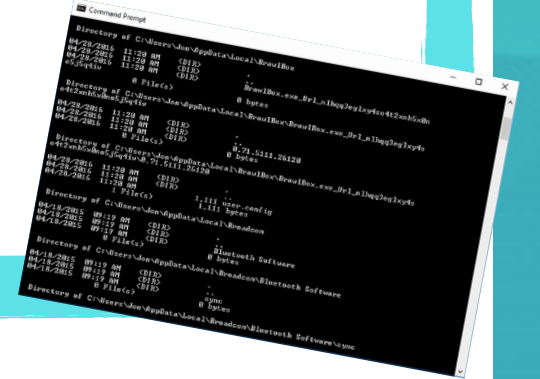 Command Prompt
Directory of C:\Users\Jon\AppData\Local\BrawlBox
04/28/2016 11:20 AM <DIR> .
04/28/2016 11:20 AM <DIR> ..
04/28/2016 11:20 AM <DIR>
0 File(s) 0 bytes
Directory of C:\Users\Jon\AppData\Local\BrawlBox\
04/28/2016 11:20 AM <DIR> .
04/28/2016 11:20 AM <DIR> ..
04/28/2016 11:20 AM <DIR> 0.71.5111.26120
0 File(s) 0 bytes
Directory of C:\Users\Jon\AppData\Local\BrawlBox\
04/28/2016 11:20 AM <DIR> .
04/28/2016 11:20 AM <DIR> ..
04/28/2016 11:20 AM 1,111 user.config
1 File(s) 1,111 bytes
Directory of C:\Users\Jon\AppData\Local\Broadcom
04/18/2015 09:19 AM <DIR> .
04/18/2015 09:19 AM <DIR> ..
04/18/2015 09:19 AM <DIR> Bluetooth Software
0 File(s) 0 bytes
Directory of C:\Users\Jon\AppData\Local\Broadcom\Bluetooth Software
04/18/2015 09:19 AM <DIR> .
04/18/2015 09:19 AM <DIR> ..
04/18/2015 09:19 AM <DIR> sync
0 File(s) 0 bytes
Directory of C:\Users\Jon\AppData\Local\Broadcom\Bluetooth Software\sync